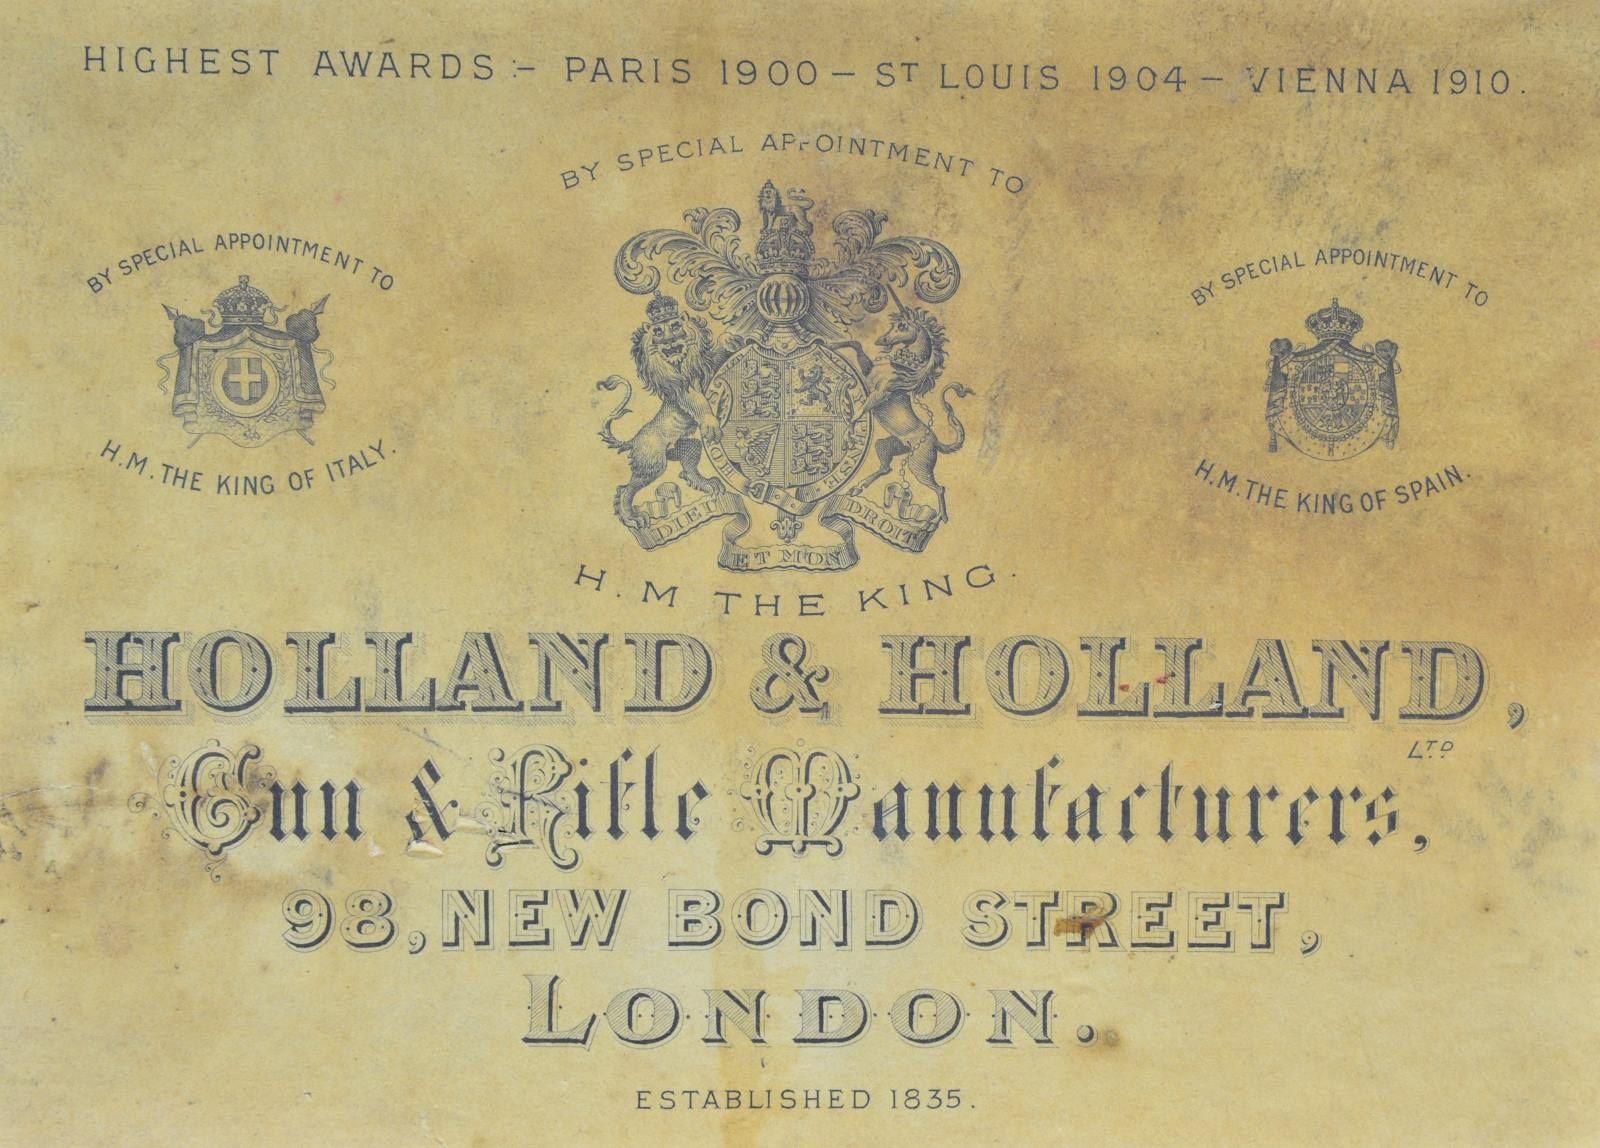 HIGHEST AWARDS :- PARIS 1900 - ST LOUIS 1904 - VIENNA 1910.
BY SPECIAL APPOINTMENT TO
H.M THE KING.
BY SPECIAL APPOINTMENT TO
H.M. THE KING OF ITALY.
BY SPECIAL APPOINTMENT TO
H.M. THE KING OF SPAIN.
DIEU
ET MON
DROIT
HOLLAND & HOLLAND,
LTD
Gun & Rifle Manufacturers,
98, NEW BOND STREET,
LONDON.
ESTABLISHED 1835.